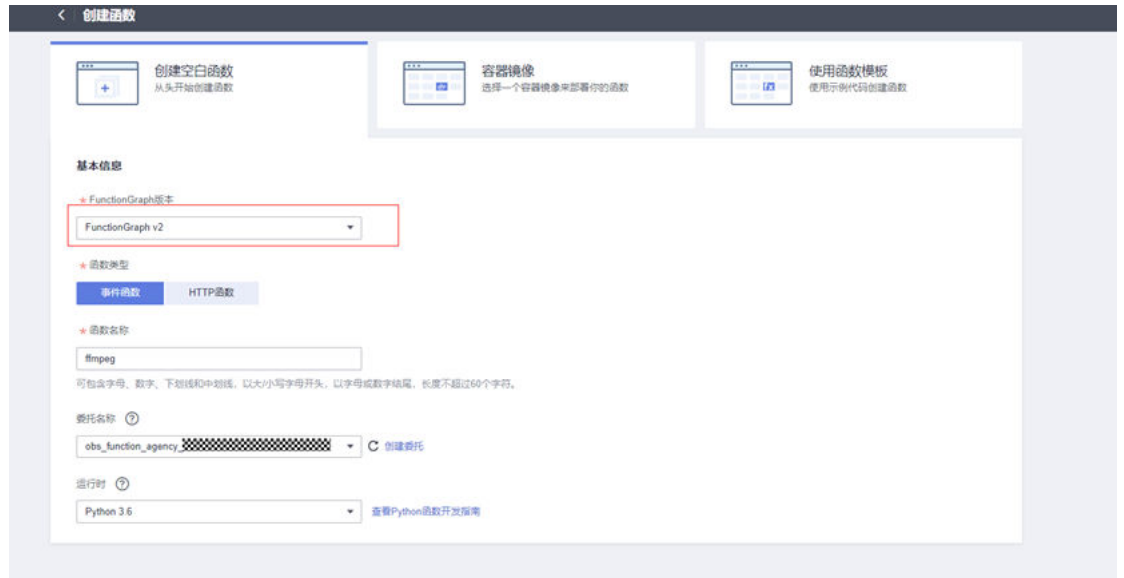 创建函数
创建空白函数
从头开始创建函数
容器镜像
选择一个容器镜像来部署你的函数
使用函数模板
使用示例代码创建函数
基本信息
★ FunctionGraph版本
FunctionGraph v2
★ 函数类型
事件函数 HTTP函数
★ 函数名称
ffmpeg
可包含字母、数字、下划线和中划线，以大/小写字母开头，以字母或数字结尾，长度不超过60个字符。
委托名称 ?
obs_function_agency_ 创建委托
运行时 ?
Python 3.6 查看Python函数开发指南